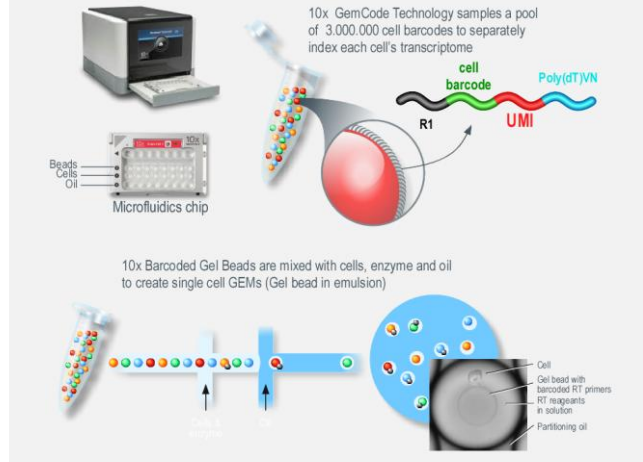 10x GemCode Technology samples a pool
of 3.000.000 cell barcodes to separately
index each cell's transcriptome
cell
barcode
Poly(dT)VN
R1
UMI
10x
Beads
Cells
Oil
Microfluidics chip
10x Barcoded Gel Beads are mixed with cells, enzyme and oil
to create single cell GEMs (Gel bead in emulsion)
Cell
Gel bead with
barcoded RT primers
RT reagents
in solution
Partitioning oil
Cells &
enzyme
Oil